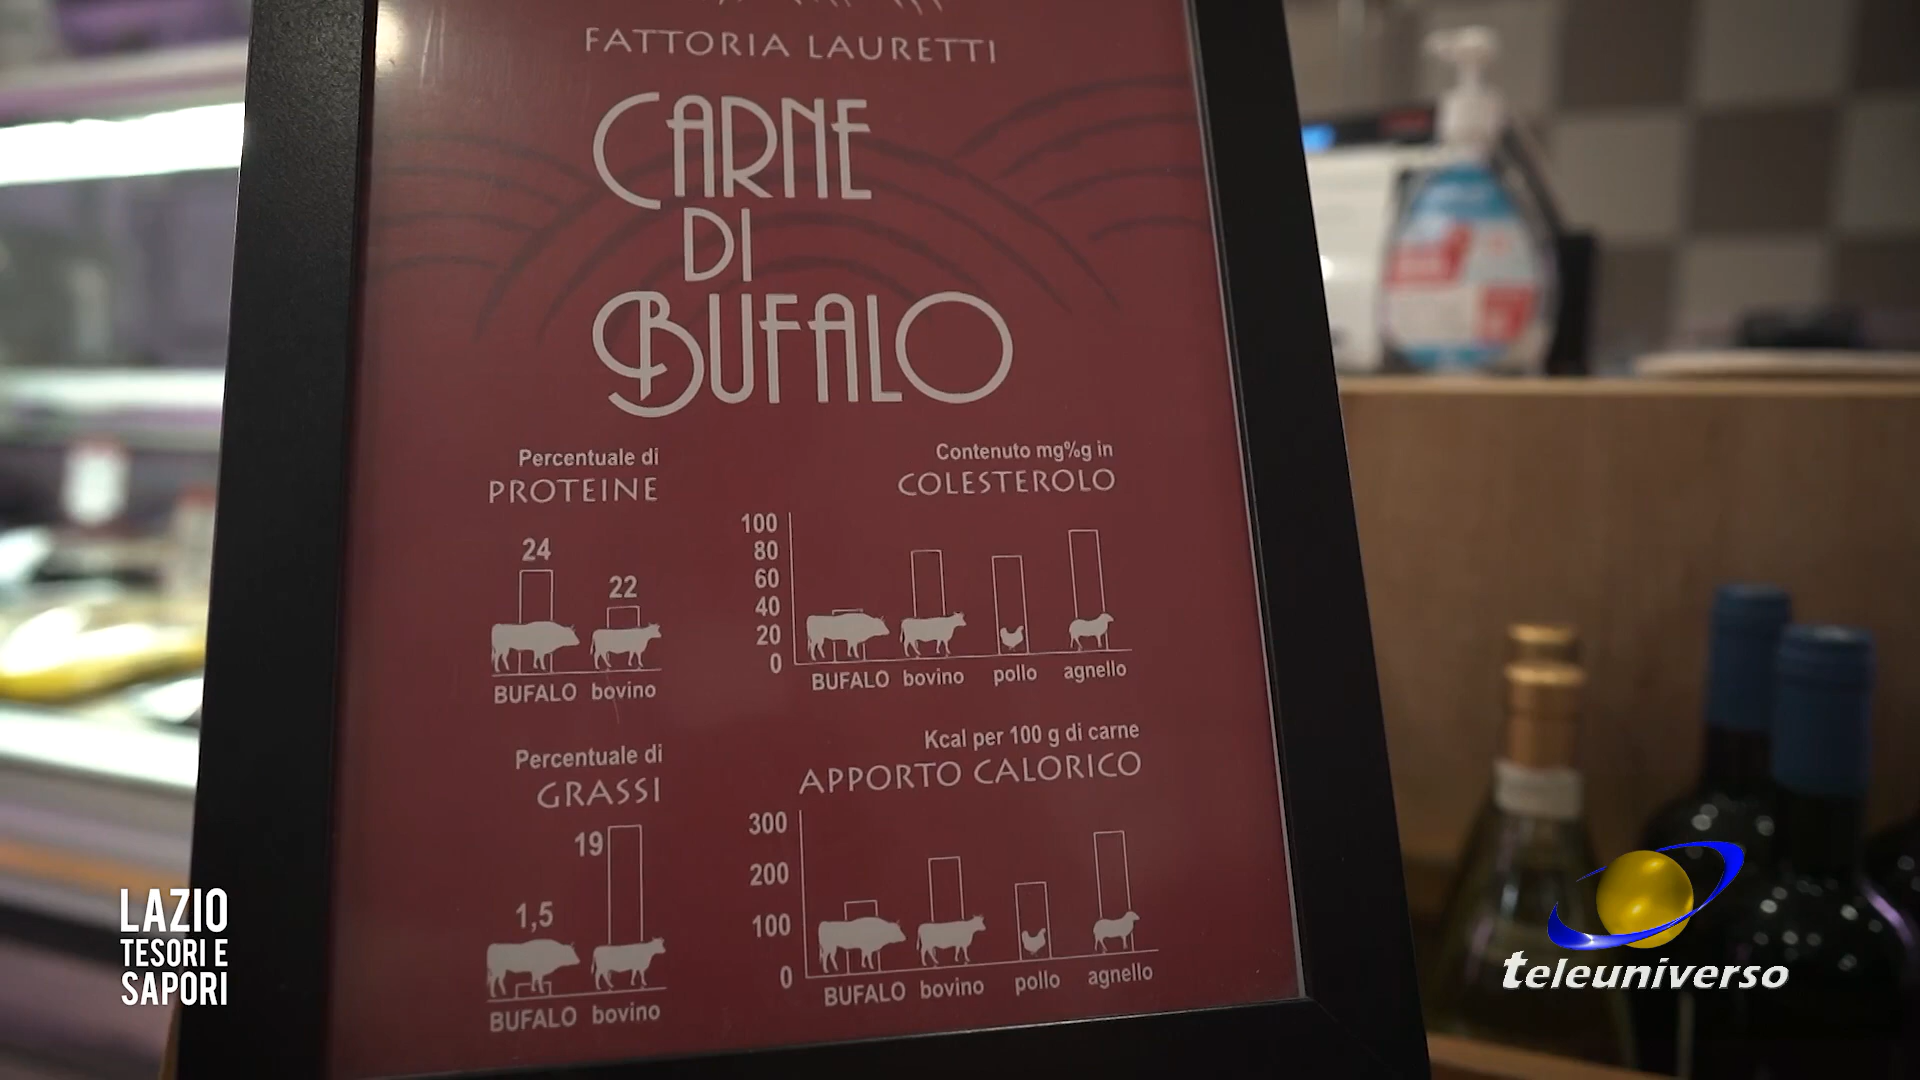 FATTORIA LAURETTI
CARNE
DI
BUFALO
Percentuale di
PROTEINE
24
22
BUFALO bovino
Contenuto mg%g in
COLESTEROLO
100
80
60
40
20
0
BUFALO bovino pollo agnello
Percentuale di
GRASSI
19
1,5
BUFALO bovino
Kcal per 100 g di carne
APPORTO CALORICO
300
200
100
0
BUFALO bovino pollo agnello
LAZIO
TESORI E
SAPORI
teleuniverso